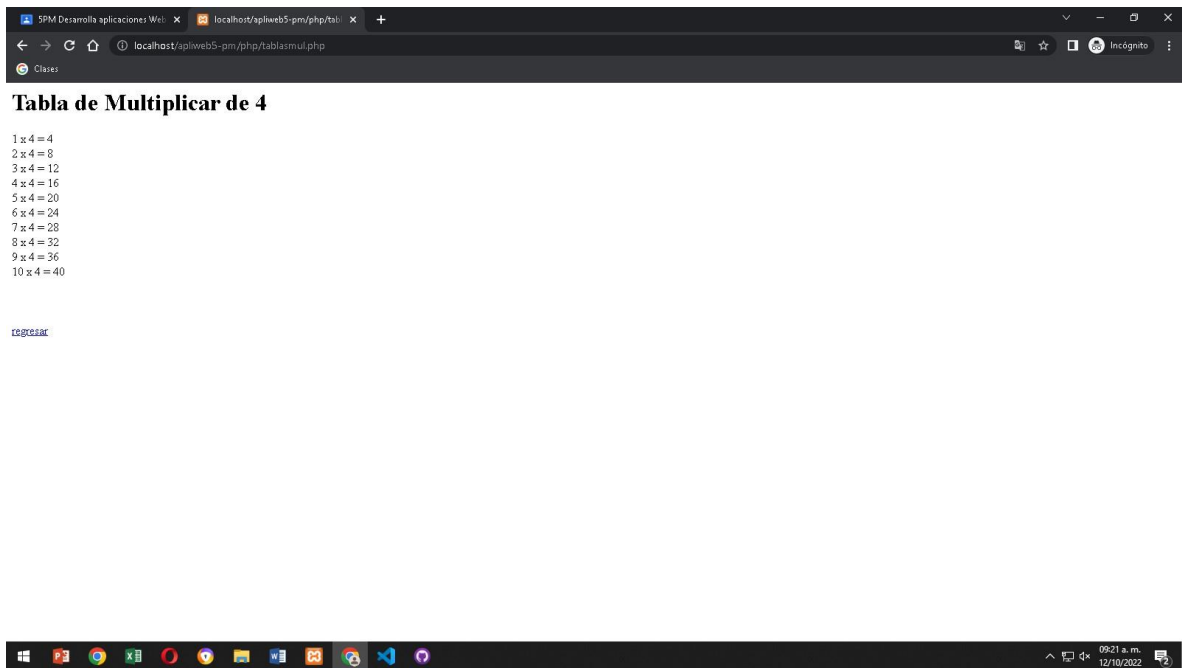 5PM Desarrolla aplicaciones Web
localhost/apliweb5-pm/php/tabl
localhost/apliweb5-pm/php/tablasmul.php
Incógnito
Clases
Tabla de Multiplicar de 4
1 x 4 = 4
2 x 4 = 8
3 x 4 = 12
4 x 4 = 16
5 x 4 = 20
6 x 4 = 24
7 x 4 = 28
8 x 4 = 32
9 x 4 = 36
10 x 4 = 40
regresar
09:21 a. m.
12/10/2022